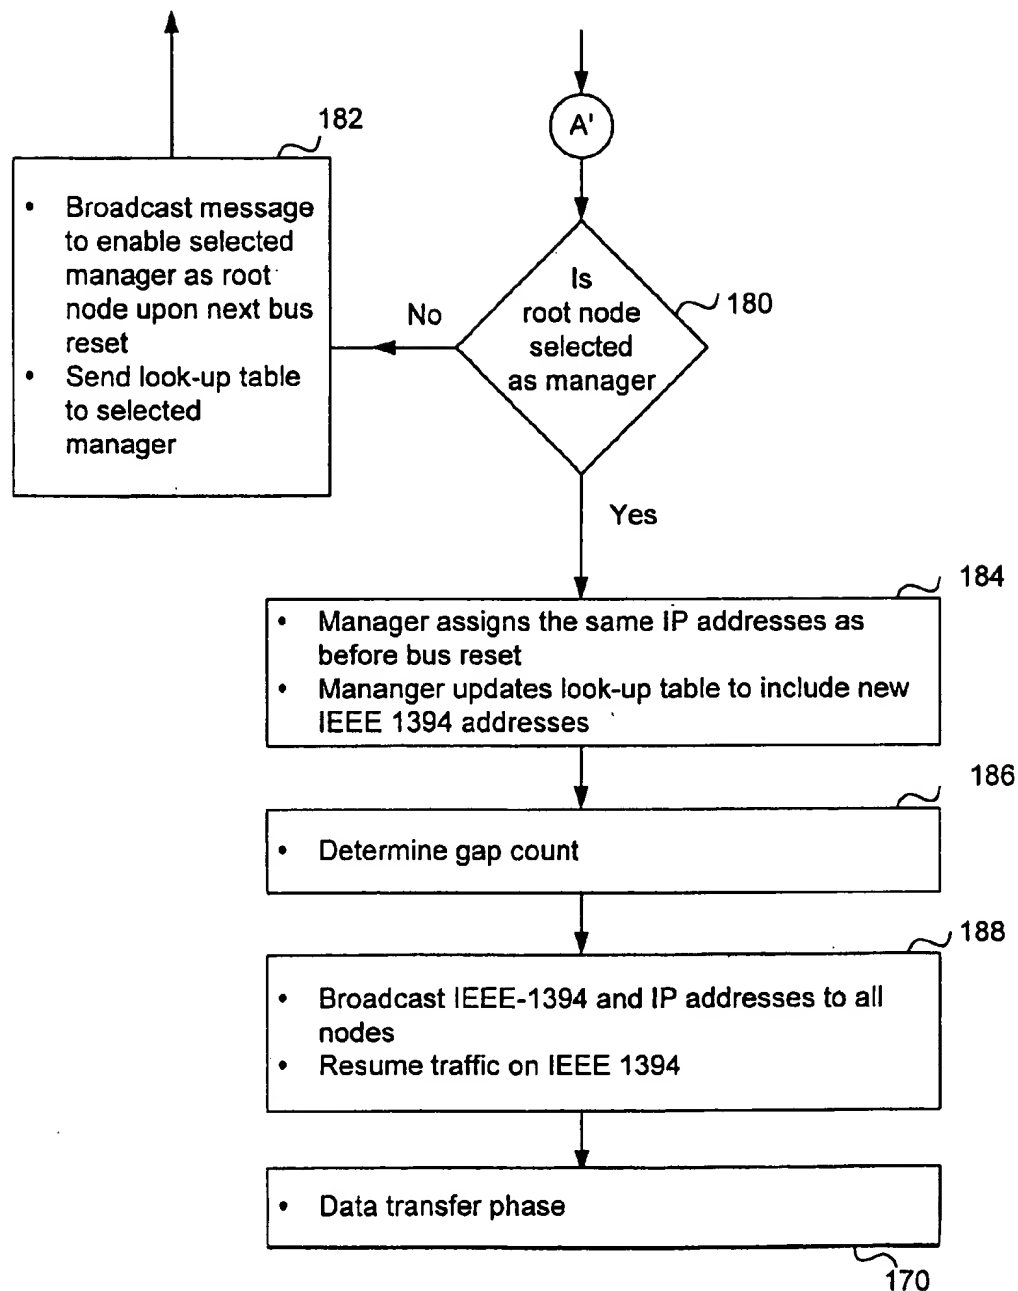 182
A'
• Broadcast message
to enable selected
manager as root
node upon next bus
reset
• Send look-up table
to selected
manager
No
Is
root node
selected
as manager
180
Yes
184
• Manager assigns the same IP addresses as
before bus reset
• Mananger updates look-up table to include new
IEEE 1394 addresses
186
• Determine gap count
188
• Broadcast IEEE-1394 and IP addresses to all
nodes
• Resume traffic on IEEE 1394
• Data transfer phase
170